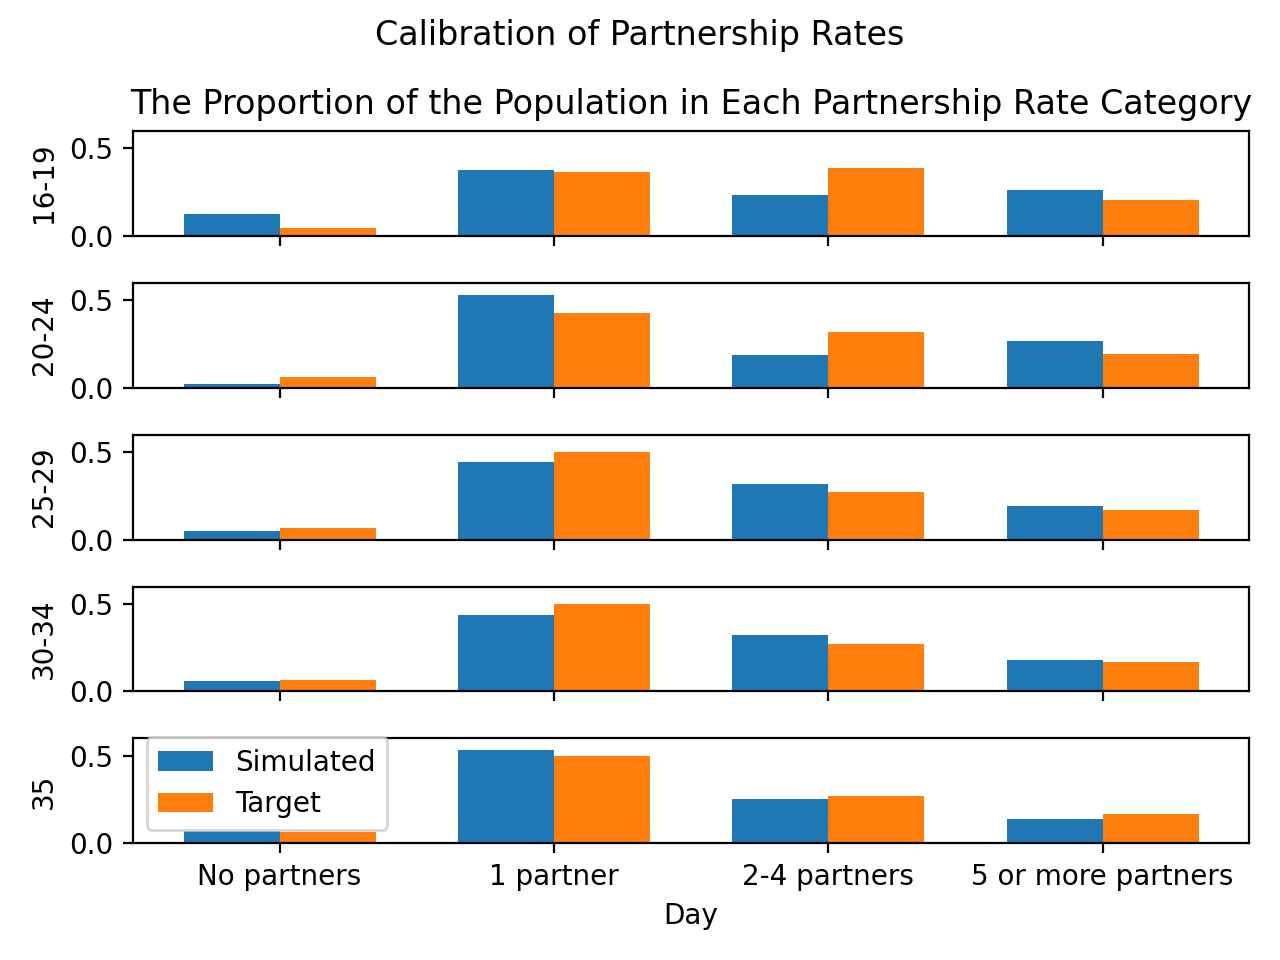 Calibration of Partnership Rates
The Proportion of the Population in Each Partnership Rate Category
16-19
0.5
0.0
20-24
0.5
0.0
25-29
0.5
0.0
30-34
0.5
0.0
35
0.5
0.0
Simulated
Target
No partners 1 partner 2-4 partners 5 or more partners
Day